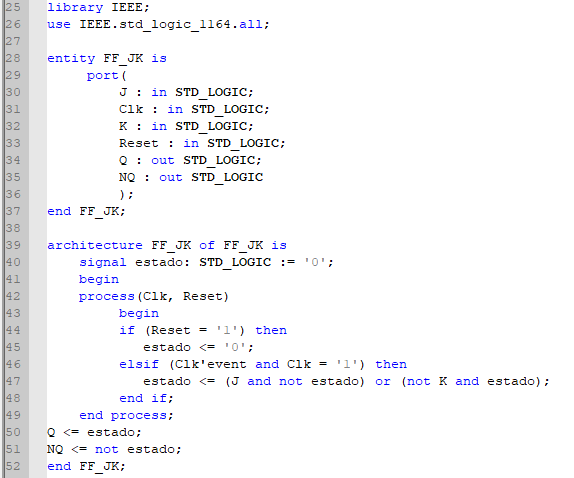 25 library IEEE;
26 use IEEE.std_logic_1164.all;
27
28 entity FF_JK is
29 port(
30 J : in STD_LOGIC;
31 Clk : in STD_LOGIC;
32 K : in STD_LOGIC;
33 Reset : in STD_LOGIC;
34 Q : out STD_LOGIC;
35 NQ : out STD_LOGIC
36 );
37 end FF_JK;
38
39 architecture FF_JK of FF_JK is
40 signal estado: STD_LOGIC := '0';
41 begin
42 process(Clk, Reset)
43 begin
44 if (Reset = '1') then
45 estado <= '0';
46 elsif (Clk'event and Clk = '1') then
47 estado <= (J and not estado) or (not K and estado);
48 end if;
49 end process;
50 Q <= estado;
51 NQ <= not estado;
52 end FF_JK;